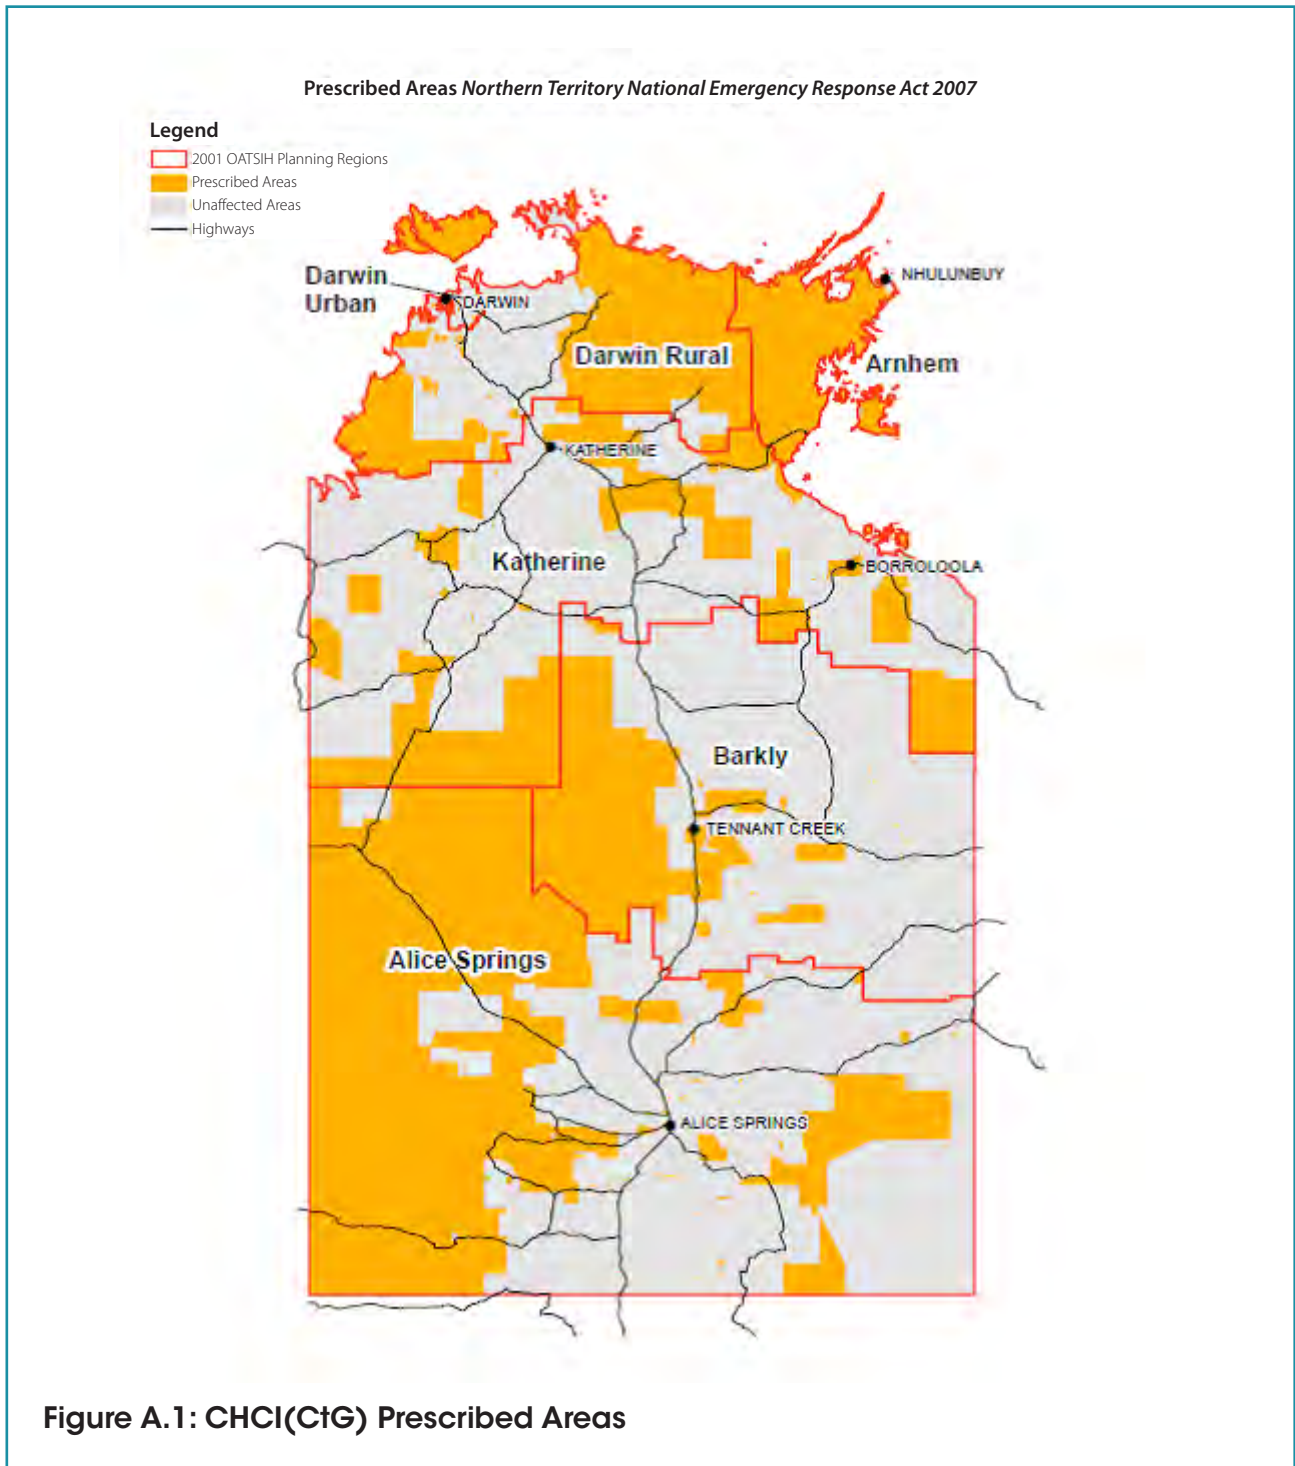 Prescribed Areas Northern Territory National Emergency Response Act 2007
Legend
2001 OATSIH Planning Regions
Prescribed Areas
Unaffected Areas
Highways
Darwin
Urban
DARWIN
NHULUNBUY
Darwin Rural
Arnhem
KATHERINE
Katherine
BORROLOOLA
Barkly
TENNANT CREEK
Alice Springs
ALICE SPRINGS
Figure A.1: CHCI(CtG) Prescribed Areas